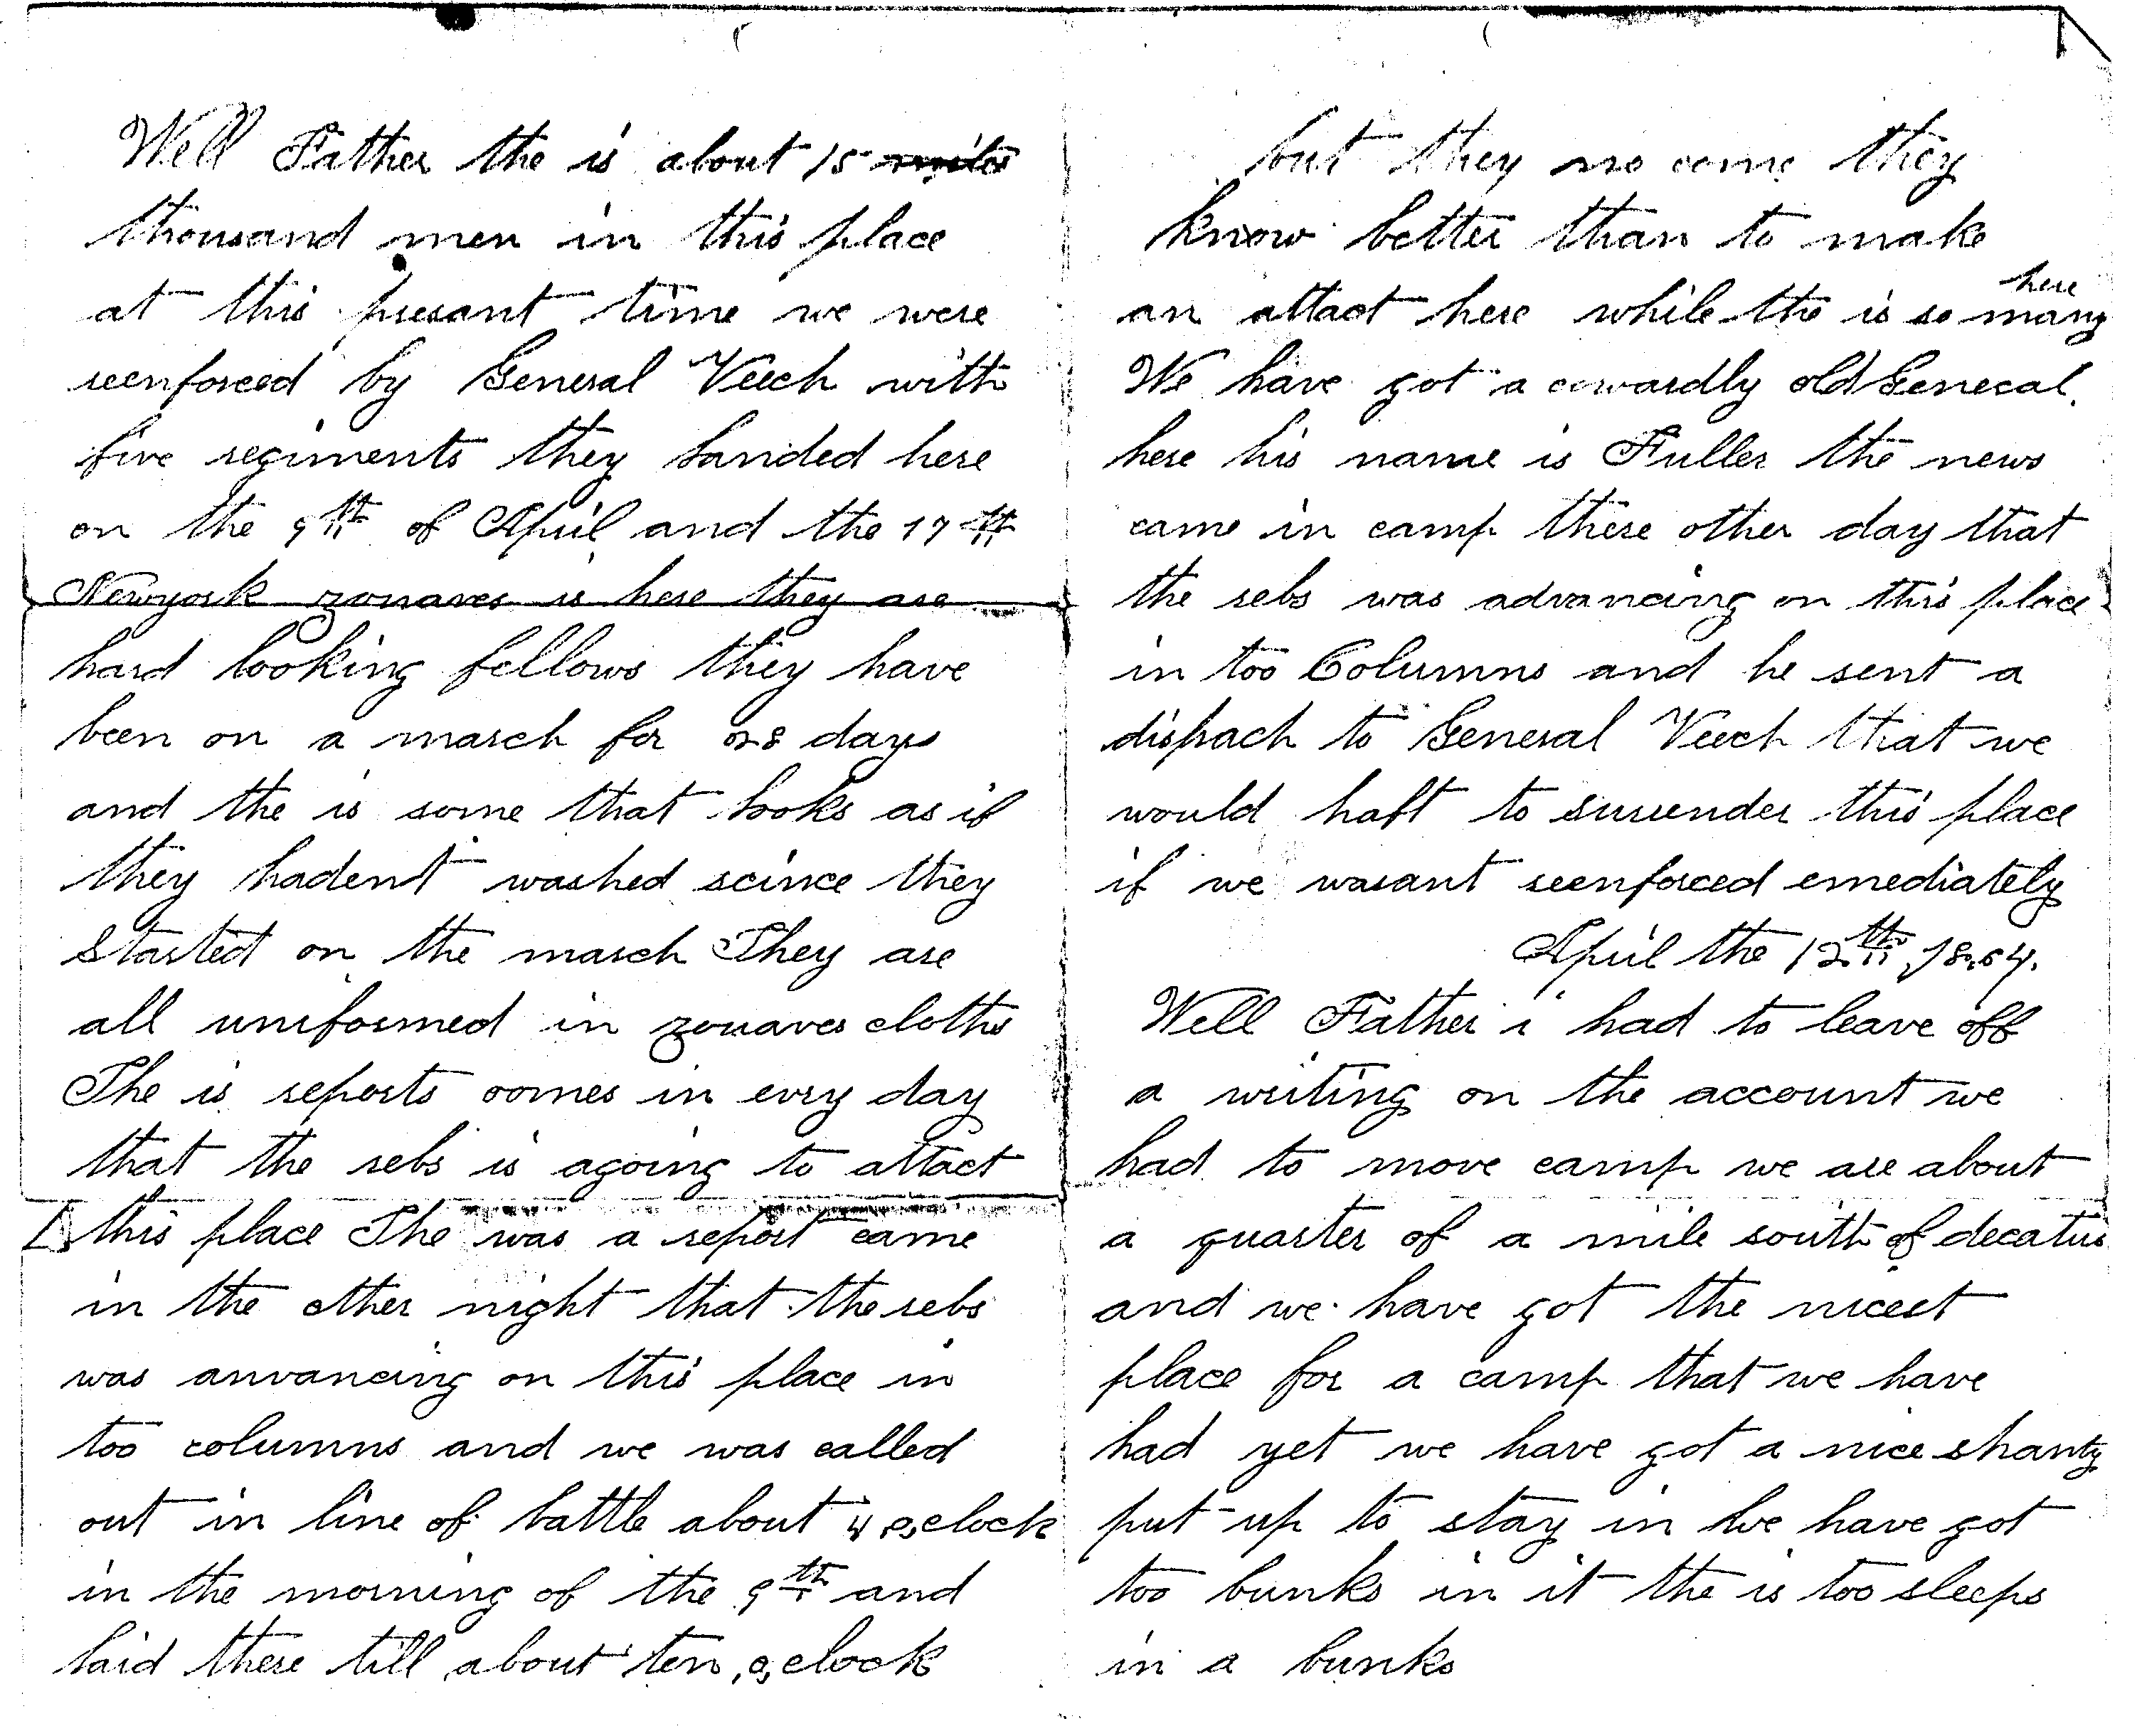 Well Father the is about 15 miles
thousand men in this place
at this presant time we were
reenforced by General Veech with
five regiments they landed here
on the 9th of April and the 17th
Newyork zouaves is here they are
hard looking fellows they have
been on a march for 28 days
and the is some that looks as if
they hadent washed scince they
started on the march They are
all uniformed in zouaves cloths
The is reports comes in evry day
that the rebs is agoing to attact
this place The was a report came
in the other night that the rebs
was anvancing on this place in
too columns and we was called
out in line of battle about 4 o,clock
in the morning of the 9th and
laid there till about ten, o,clock
but they no come they
know better than to make
an attact here while the is so many here
We have got a cowardly old General.
here his name is Fuller the news
came in camp there other day that
the rebs was advancing on this place
in too Columns and he sent a
dispach to General Veech that we
would haft to surrender this place
if we wasant reenforced emediately
April the 12th, 1864.
Well Father i had to leave off
a writing on the account we
had to move camp we are about
a quarter of a mile south of decatur
and we have got the nicest
place for a camp that we have
had yet we have got a nice shanty
put up to stay in We have got
too bunks in it the is too sleeps
in a bunks